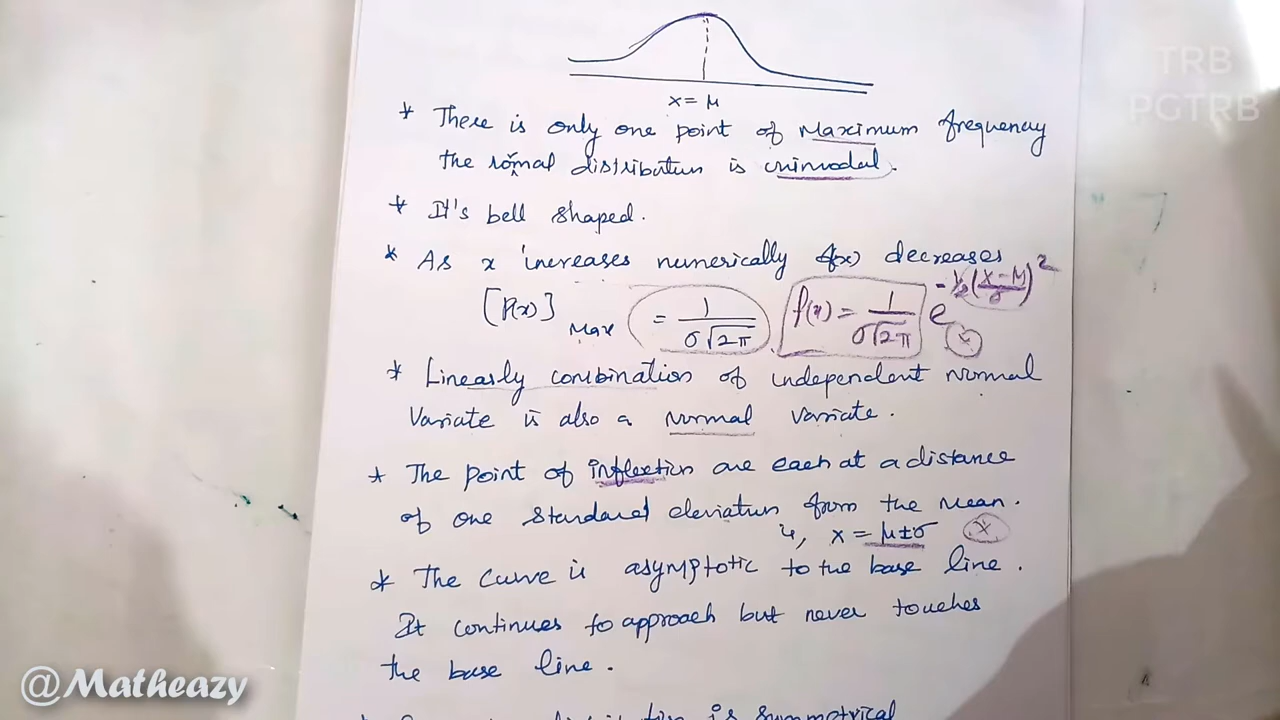 TRB
PGTRB
x = μ
* There is only one point of Maximum frequency
the normal distribution is unimodal.
* It's bell shaped.
* As x increases numerically f(x) decreases
[f(x)] Max = 1/σ√2π f(x) = 1/σ√2π e^-½(x-μ/σ)²
* Linearly combination of independent normal
Variate is also a normal variate.
* The point of inflection are each at a distance
of one standard deviation from the mean.
x = μ±σ
* The curve is asymptotic to the base line.
It continues to approach but never touches
the base line.
is symmetrical
@Matheazy